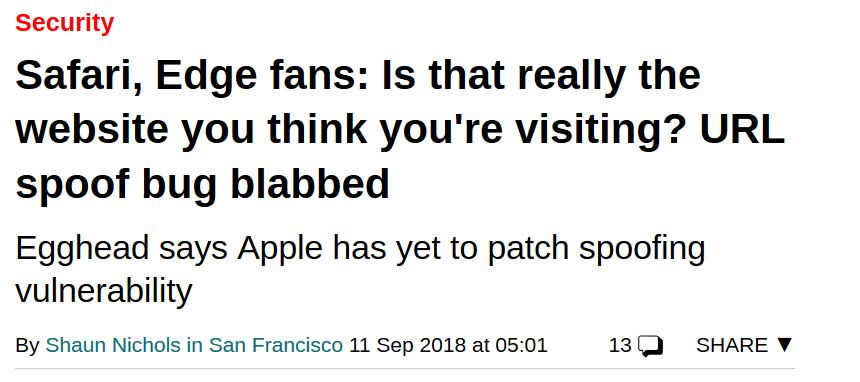 Security
Safari, Edge fans: Is that really the
website you think you're visiting? URL
spoof bug blabbed
Egghead says Apple has yet to patch spoofing
vulnerability
By Shaun Nichols in San Francisco 11 Sep 2018 at 05:01 13 SHARE ▼